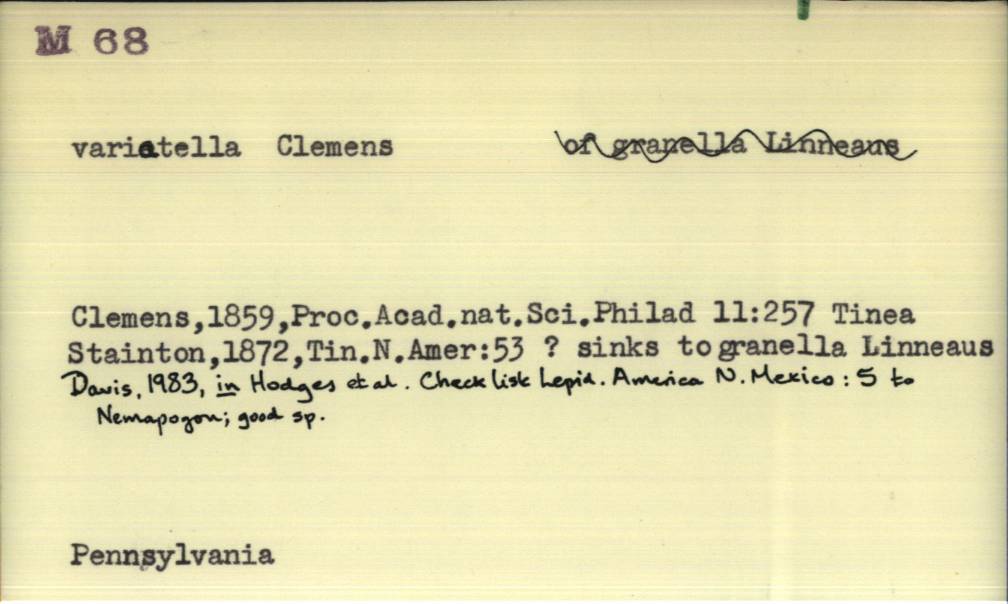 M 68
variatella Clemens of granella Linneaus
Clemens,1859,Proc.Acad.nat.Sci.Philad 11:257 Tinea
Stainton,1872,Tin.N.Amer:53 ? sinks to granella Linneaus
Davis, 1983, in Hodges et al. Check list Lepid. America N. Mexico: 5 to
Nemapogon; good sp.
Pennsylvania